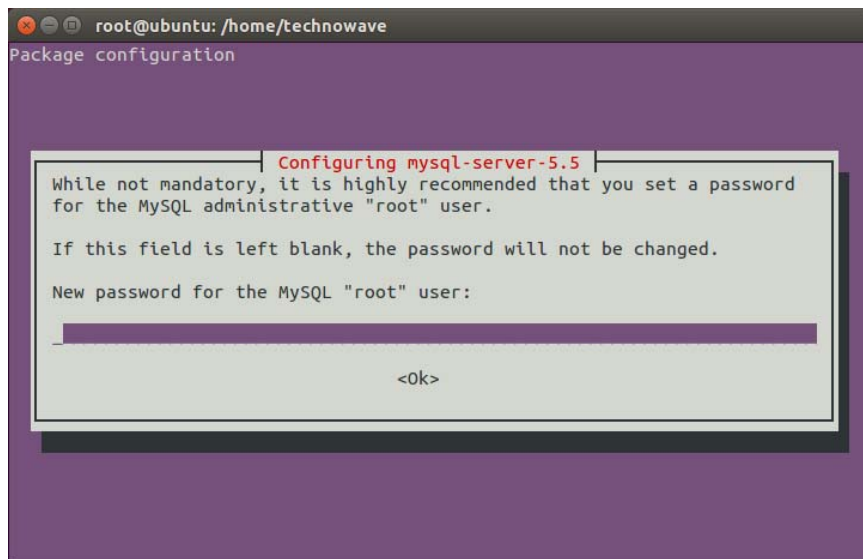 root@ubuntu: /home/technowave
Package configuration
Configuring mysql-server-5.5
While not mandatory, it is highly recommended that you set a password
for the MySQL administrative "root" user.
If this field is left blank, the password will not be changed.
New password for the MySQL "root" user:
<Ok>